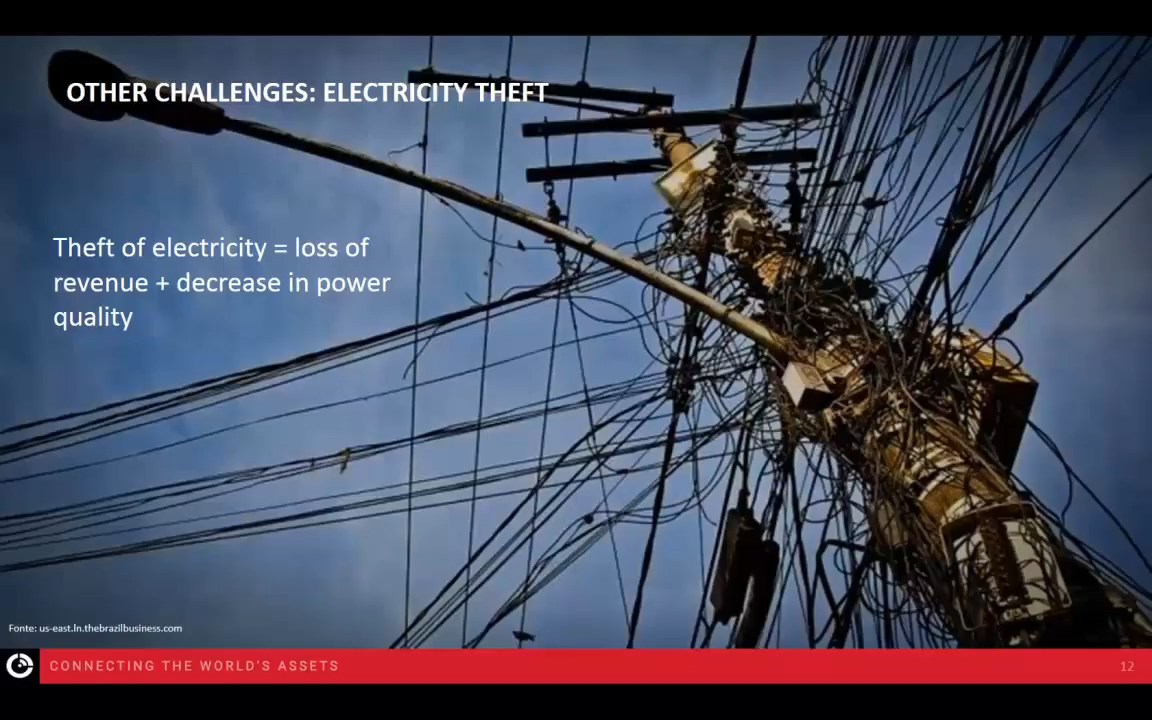 OTHER CHALLENGES: ELECTRICITY THEFT
Theft of electricity = loss of
revenue + decrease in power
quality
Fonte: us-east.ln.thebrazilbusiness.com
CONNECTING THE WORLD'S ASSETS
12